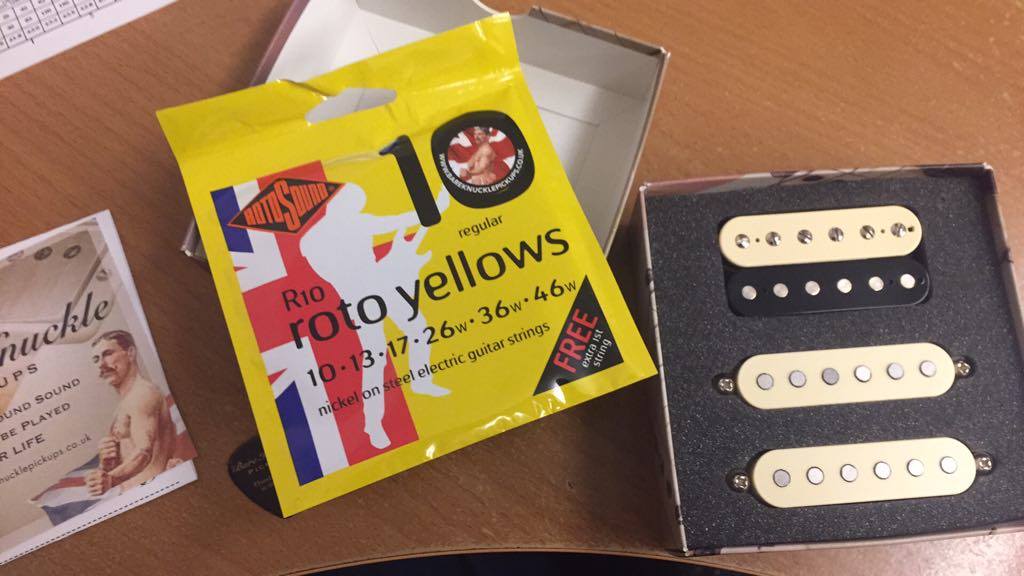 10
WWW.BAREKNUCKLEPICKUPS.CO.UK
ROTOSOUND
regular
R10
roto yellows
10·13·17·26w·36w·46w
nickel on steel electric guitar strings
FREE
extra 1st
string
nuckle
UPS
OUND SOUND
BE PLAYED
R LIFE
nucklepickups.co.uk